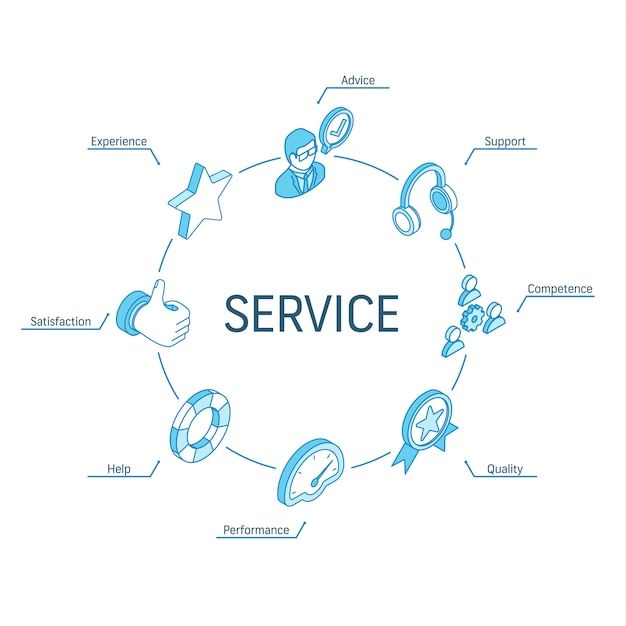 Advice
Experience
Support
Competence
SERVICE
Satisfaction
Help
Quality
Performance